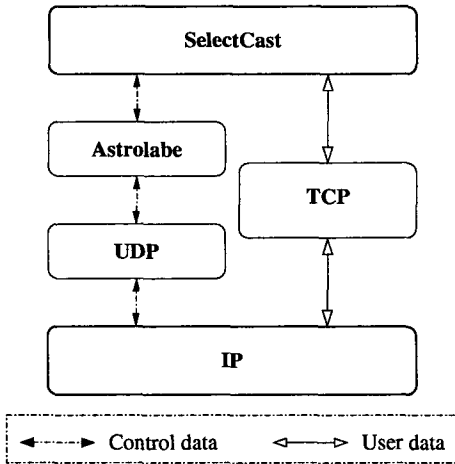 SelectCast
Astrolabe
TCP
UDP
IP
Control data
User data